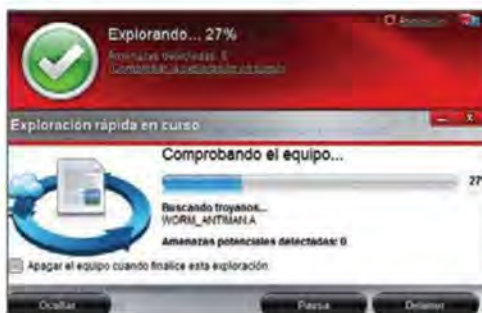 Explorando... 27%
Amenazas detectadas: 0
Exploración rápida en curso
Comprobando el equipo...
27
Buscando troyanos...
WORM_ANTIMAN.A
Amenazas potenciales detectadas: 0
Apagar el equipo cuando finalice esta exploración
Ocultar Pausa Detener